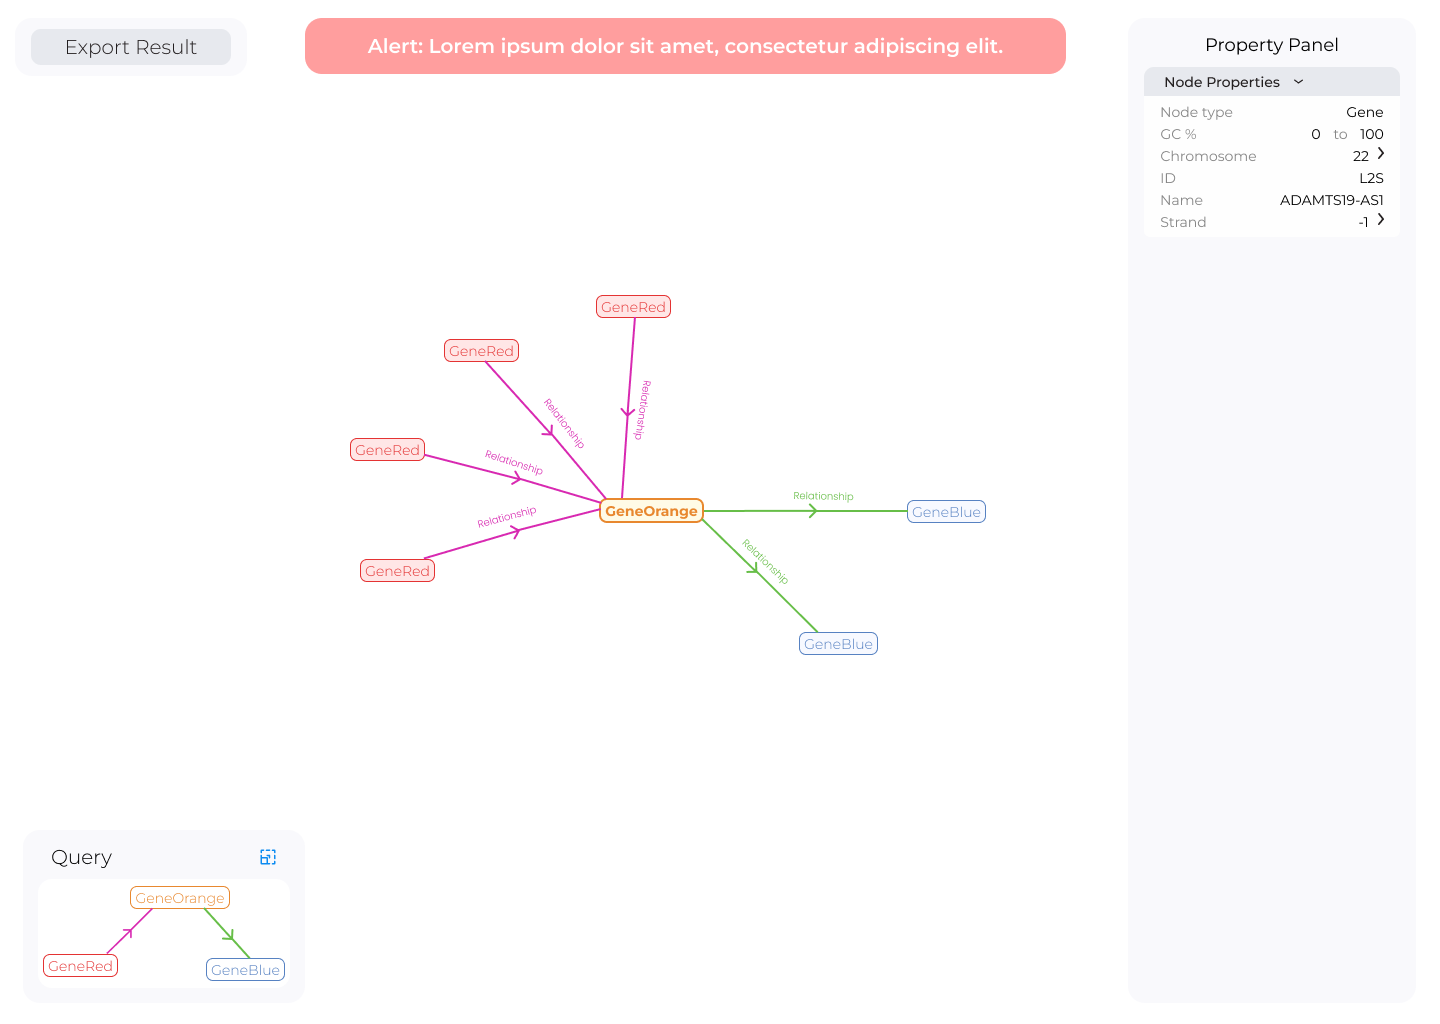 Export Result
Alert: Lorem ipsum dolor sit amet, consectetur adipiscing elit.
Property Panel
Node Properties
Node type Gene
GC % 0 to 100
Chromosome 22
ID L2S
Name ADAMTS19-AS1
Strand -1
GeneRed
GeneRed
Relationship
Relationship
GeneRed
Relationship
Relationship
GeneOrange
Relationship
GeneBlue
Relationship
GeneRed
GeneBlue
Query
GeneOrange
GeneRed
GeneBlue